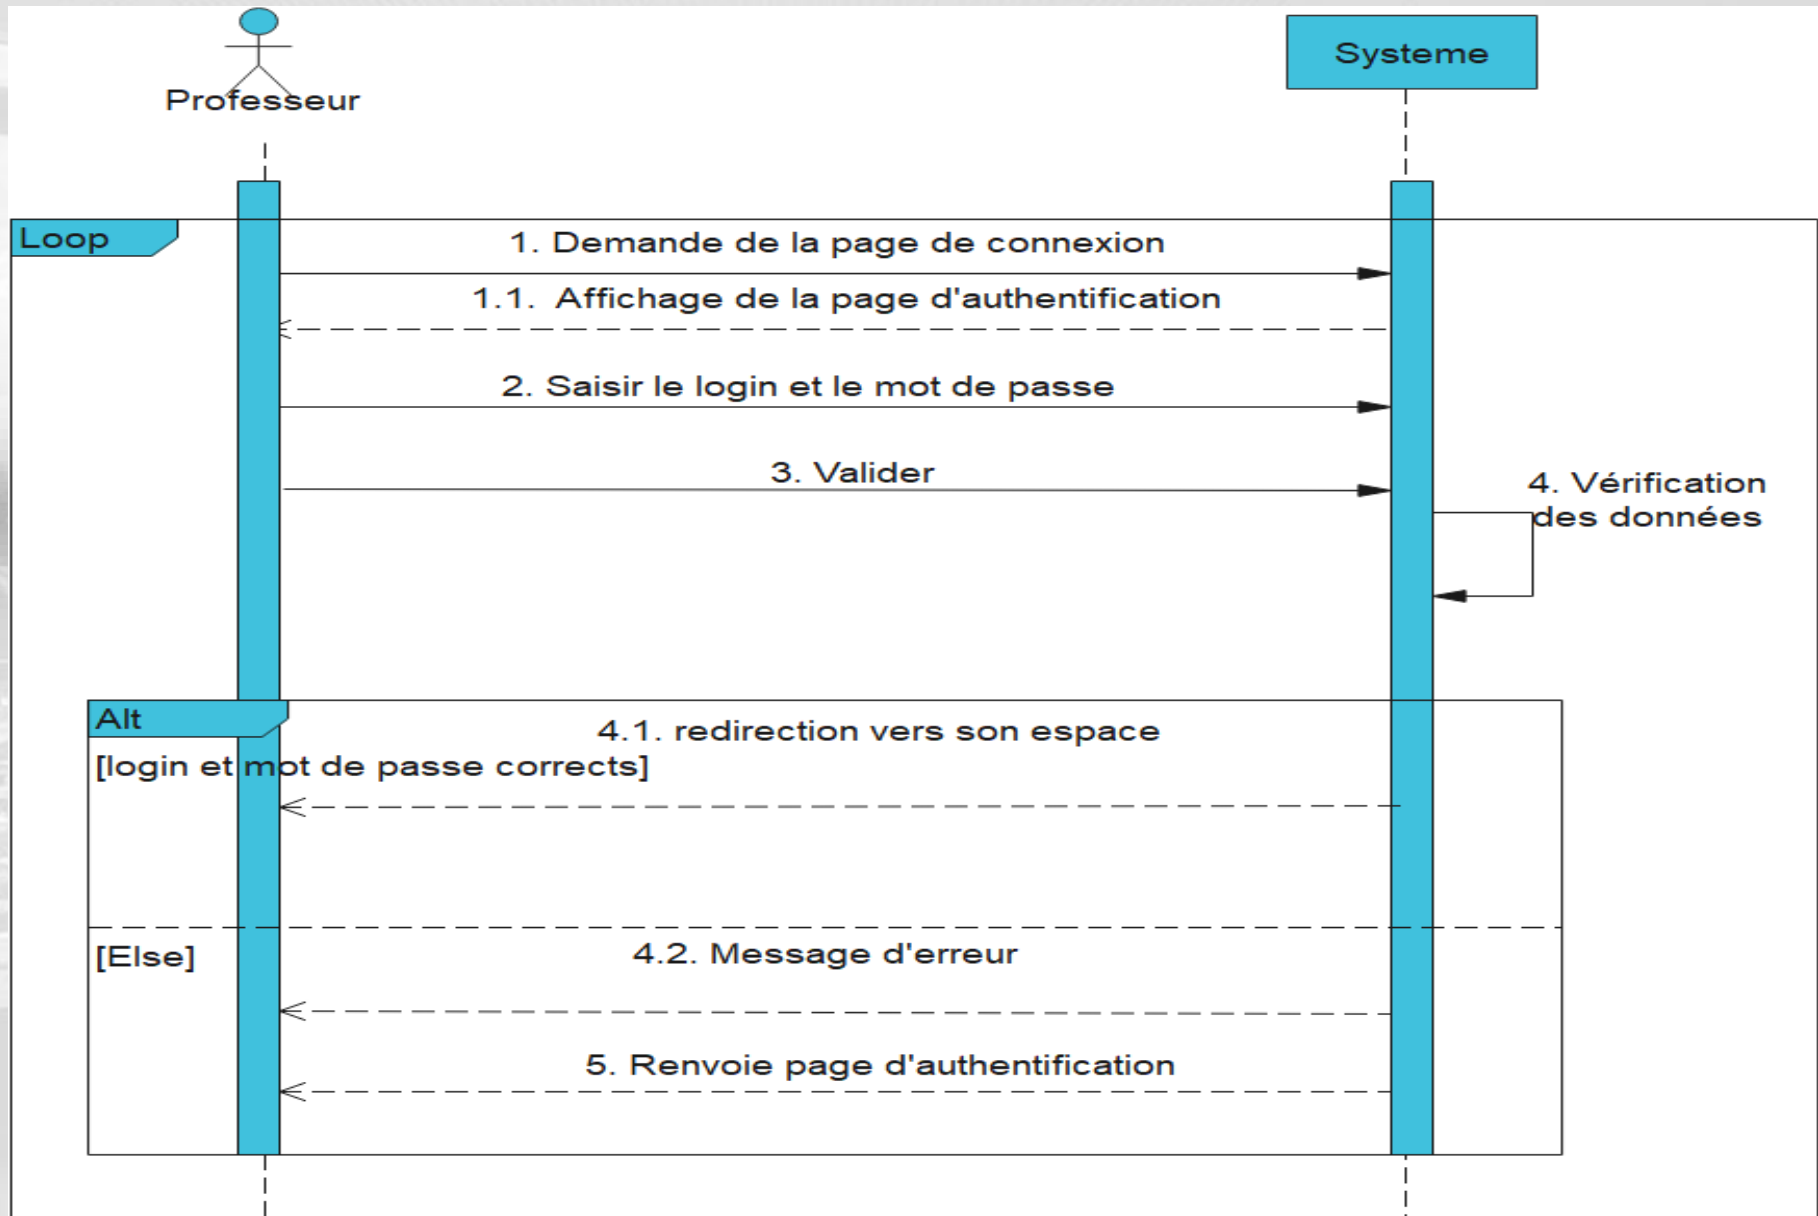 Professeur
Systeme
Loop
1. Demande de la page de connexion
1.1. Affichage de la page d'authentification
2. Saisir le login et le mot de passe
3. Valider
4. Vérification
des données
Alt
4.1. redirection vers son espace
[login et mot de passe corrects]
[Else]
4.2. Message d'erreur
5. Renvoie page d'authentification